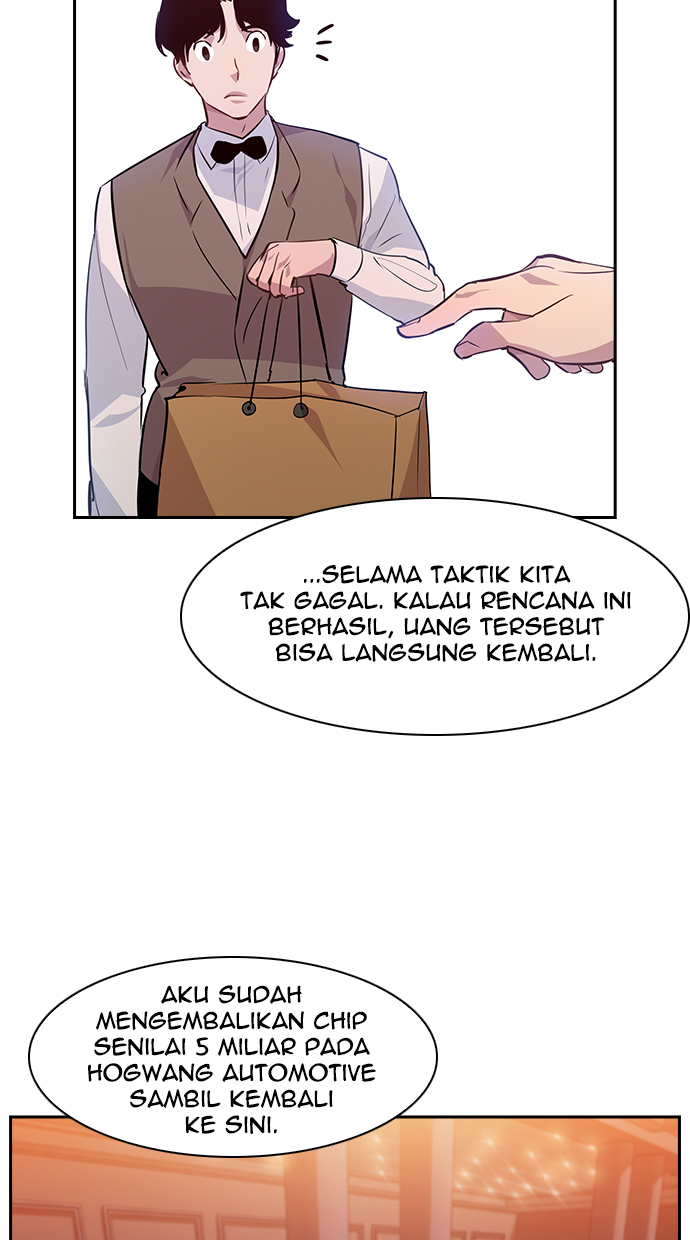 ...SELAMA TAKTIK KITA
TAK GAGAL. KALAU RENCANA INI
BERHASIL, UANG TERSEBUT
BISA LANGSUNG KEMBALI.
AKU SUDAH
MENGEMBALIKAN CHIP
SENILAI 5 MILIAR PADA
HOGWANG AUTOMOTIVE
SAMBIL KEMBALI
KE SINI.